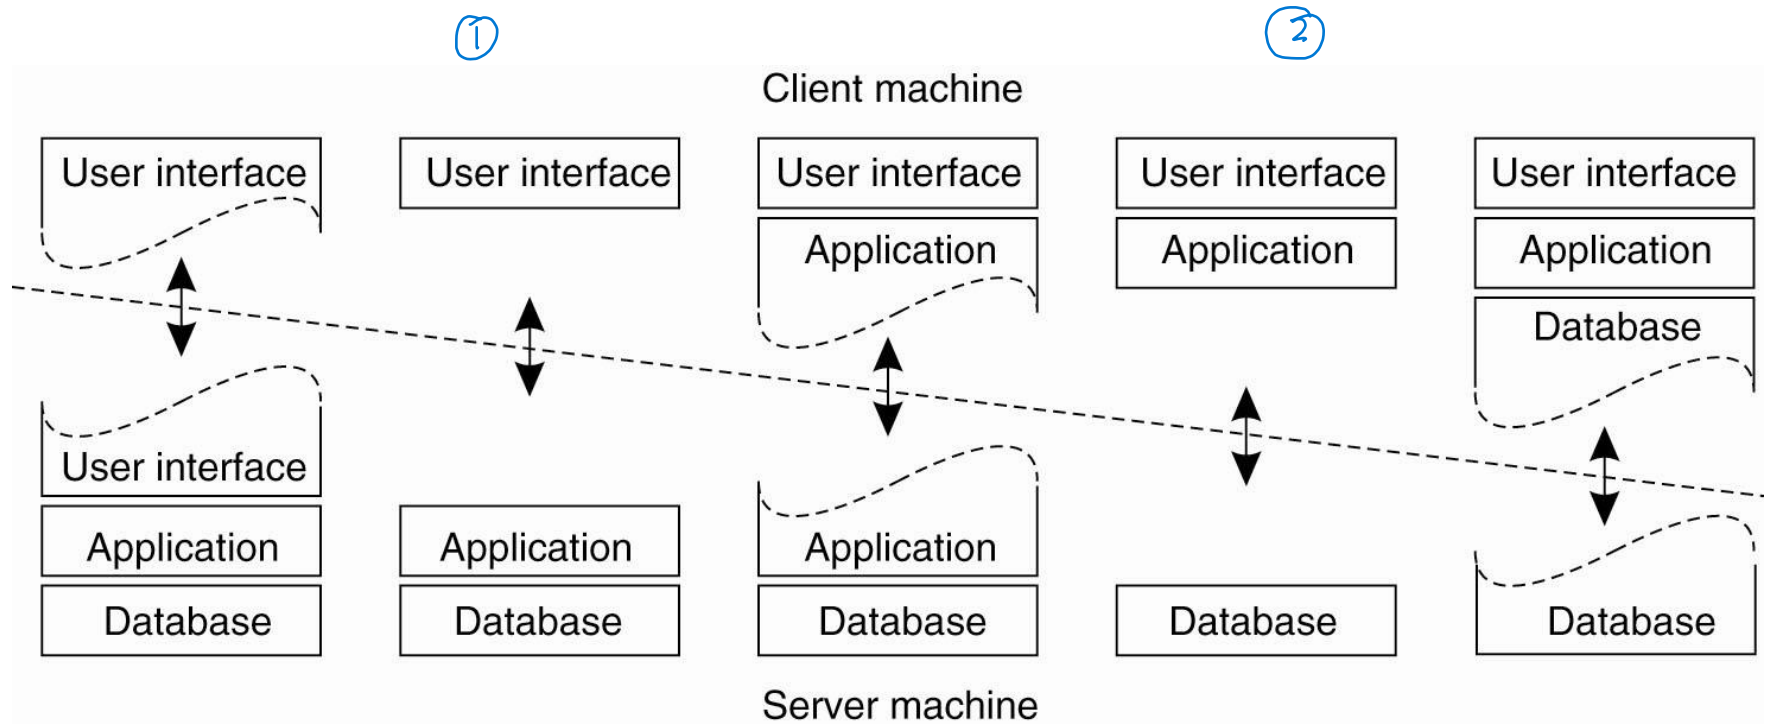 ① ②
Client machine
User interface User interface User interface User interface User interface
Application Application Application
Database
User interface
Application Application Application
Database Database Database Database Database
Server machine